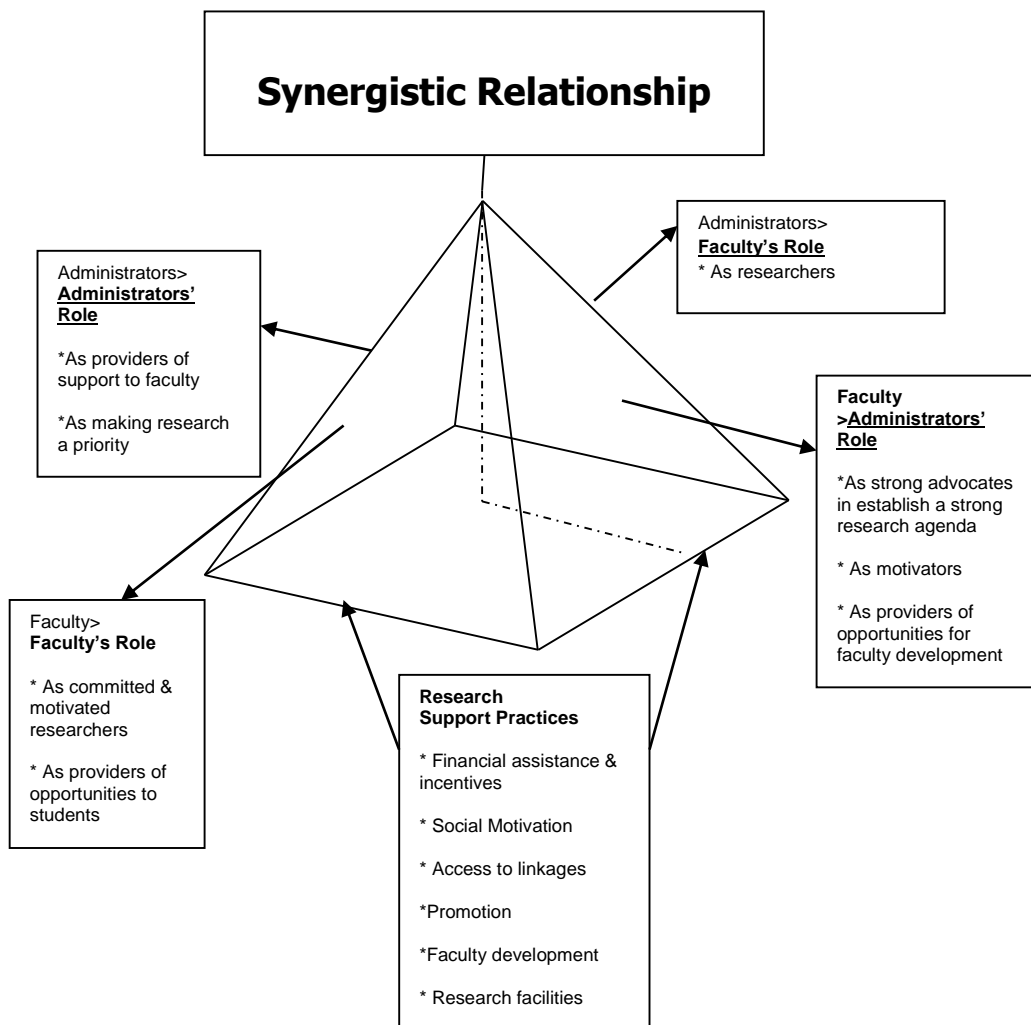 Synergistic Relationship
Administrators>
Faculty's Role
* As researchers
Administrators>
Administrators'
Role
*As providers of
support to faculty
*As making research
a priority
Faculty
>Administrators'
Role
*As strong advocates
in establish a strong
research agenda
* As motivators
* As providers of
opportunities for
faculty development
Faculty>
Faculty's Role
* As committed &
motivated
researchers
* As providers of
opportunities to
students
Research
Support Practices
* Financial assistance &
incentives
* Social Motivation
* Access to linkages
*Promotion
*Faculty development
* Research facilities